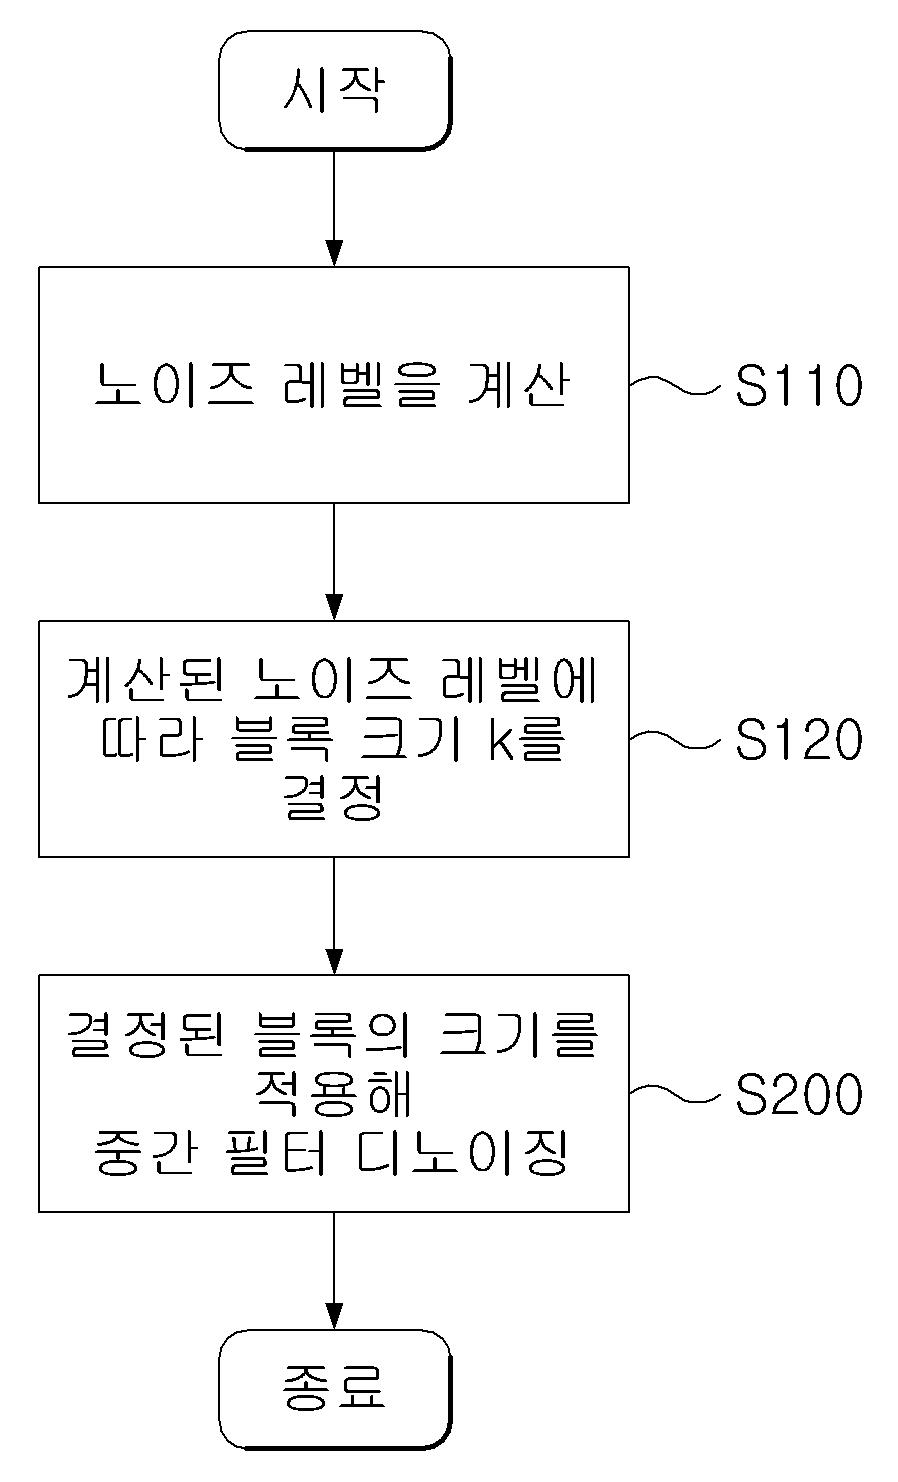 시작
노이즈 레벨을 계산
S110
계산된 노이즈 레벨에
따라 블록 크기 k를
결정
S120
결정된 블록의 크기를
적용해
중간 필터 디노이징
S200
종료